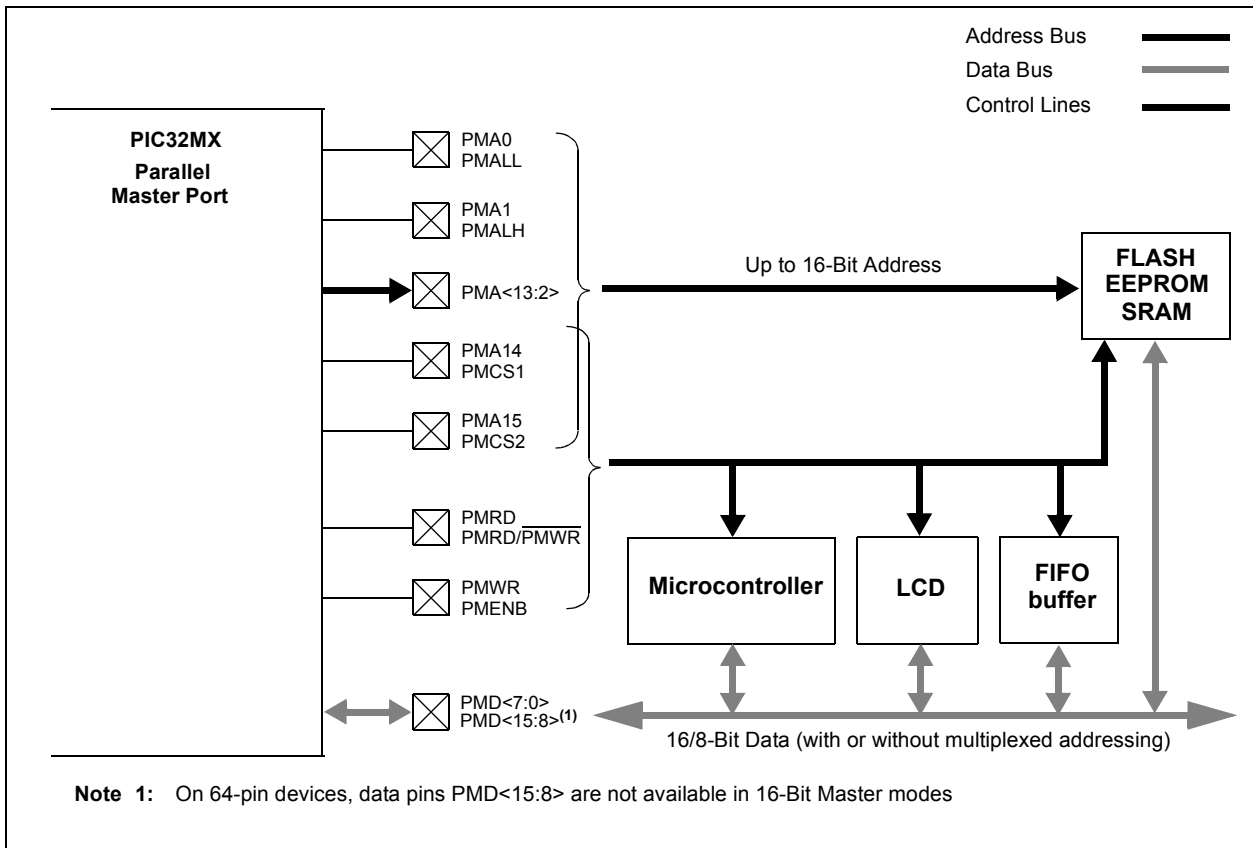 Address Bus
Data Bus
Control Lines
PIC32MX
Parallel
Master Port
PMA0
PMALL
PMA1
PMALH
PMA<13:2>
PMA14
PMCS1
PMA15
PMCS2
PMRD
PMRD/PMWR
PMWR
PMENB
PMD<7:0>
PMD<15:8>(1)
Up to 16-Bit Address
FLASH
EEPROM
SRAM
Microcontroller
LCD
FIFO
buffer
16/8-Bit Data (with or without multiplexed addressing)
Note 1: On 64-pin devices, data pins PMD<15:8> are not available in 16-Bit Master modes